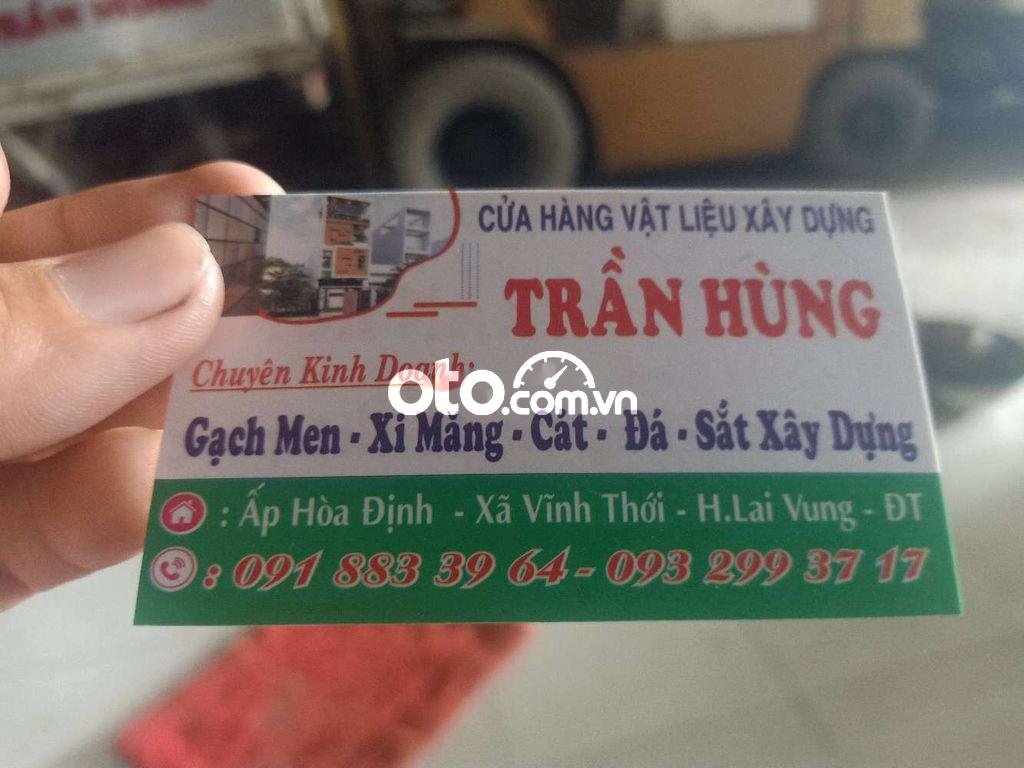 CỬA HÀNG VẬT LIỆU XÂY DỰNG
TRẦN HÙNG
Chuyên Kinh Doanh:
oto.com.vn
Gạch Men - Xi Măng - Cát - Đá - Sắt Xây Dựng
: Ấp Hòa Định - Xã Vĩnh Thới - H.Lai Vung - ĐT
: 091 883 39 64 - 093 299 37 17